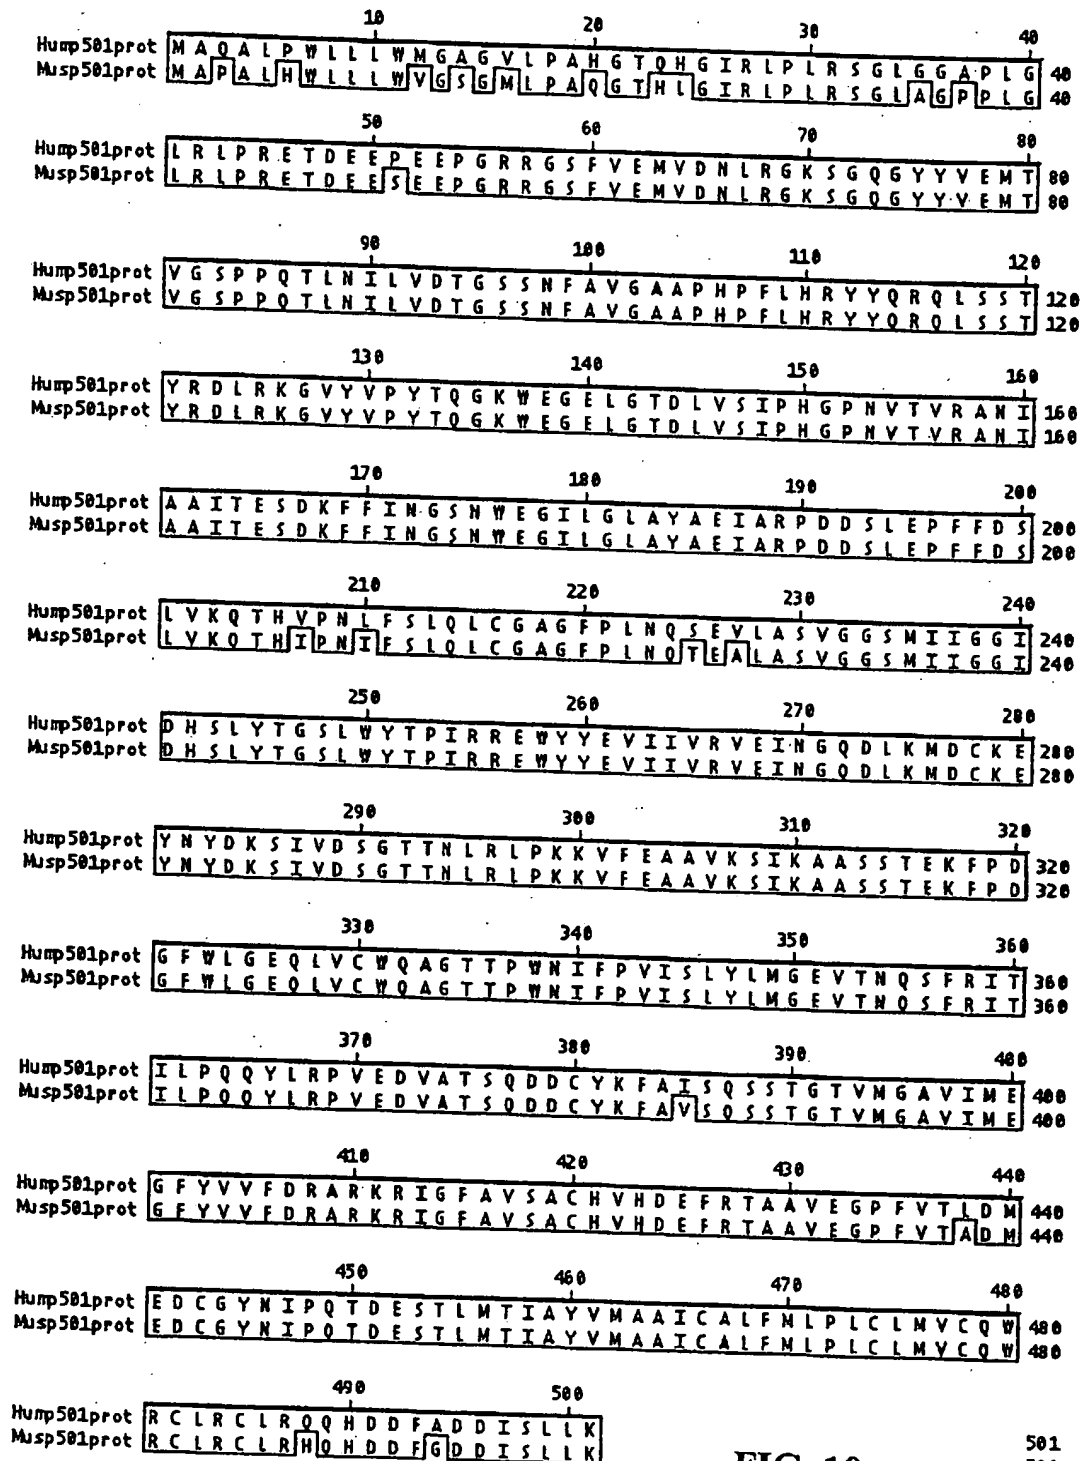 10 20 30 40
Hump501prot M A Q A L P W L L L W M G A G V L P A H G T Q H G I R L P L R S G L G G A P L G 40
Musp501prot M A P A L H W L L L W V G S G M L P A Q G T H L G I R L P L R S G L A G P P L G 40
50 60 70 80
Hump501prot L R L P R E T D E E P E E P G R R G S F V E M V D N L R G K S G Q G Y Y V E M T 80
Musp501prot L R L P R E T D E E S E E P G R R G S F V E M V D N L R G K S G Q G Y Y V E M T 80
90 100 110 120
Hump501prot V G S P P Q T L N I L V D T G S S N F A V G A A P H P F L H R Y Y Q R Q L S S T 120
Musp501prot V G S P P Q T L N I L V D T G S S N F A V G A A P H P F L H R Y Y Q R Q L S S T 120
130 140 150 160
Hump501prot Y R D L R K G V Y V P Y T Q G K W E G E L G T D L V S I P H G P N V T V R A N I 160
Musp501prot Y R D L R K G V Y V P Y T Q G K W E G E L G T D L V S I P H G P N V T V R A N I 160
170 180 190 200
Hump501prot A A I T E S D K F F I N G S N W E G I L G L A Y A E I A R P D D S L E P F F D S 200
Musp501prot A A I T E S D K F F I N G S N W E G I L G L A Y A E I A R P D D S L E P F F D S 200
210 220 230 240
Hump501prot L V K Q T H V P N L F S L Q L C G A G F P L N Q S E V L A S V G G S M I I G G I 240
Musp501prot L V K Q T H I P N I F S L Q L C G A G F P L N Q T E A L A S V G G S M I I G G I 240
250 260 270 280
Hump501prot D H S L Y T G S L W Y T P I R R E W Y Y E V I I V R V E I N G Q D L K M D C K E 280
Musp501prot D H S L Y T G S L W Y T P I R R E W Y Y E V I I V R V E I N G Q D L K M D C K E 280
290 300 310 320
Hump501prot Y N Y D K S I V D S G T T N L R L P K K V F E A A V K S I K A A S S T E K F P D 320
Musp501prot Y N Y D K S I V D S G T T N L R L P K K V F E A A V K S I K A A S S T E K F P D 320
330 340 350 360
Hump501prot G F W L G E Q L V C W Q A G T T P W N I F P V I S L Y L M G E V T N Q S F R I T 360
Musp501prot G F W L G E Q L V C W Q A G T T P W N I F P V I S L Y L M G E V T N Q S F R I T 360
370 380 390 400
Hump501prot I L P Q Q Y L R P V E D V A T S Q D D C Y K F A I S Q S S T G T V M G A V I M E 400
Musp501prot I L P Q Q Y L R P V E D V A T S Q D D C Y K F A V S Q S S T G T V M G A V I M E 400
410 420 430 440
Hump501prot G F Y V V F D R A R K R I G F A V S A C H V H D E F R T A A V E G P F V T L D M 440
Musp501prot G F Y V V F D R A R K R I G F A V S A C H V H D E F R T A A V E G P F V T A D M 440
450 460 470 480
Hump501prot E D C G Y N I P Q T D E S T L M T I A Y V M A A I C A L F M L P L C L M V C Q W 480
Musp501prot E D C G Y N I P Q T D E S T L M T I A Y V M A A I C A L F M L P L C L M V C Q W 480
490 500
Hump501prot R C L R C L R Q Q H D D F A D D I S L L K 501
Musp501prot R C L R C L R H Q H D D F G D D I S L L K